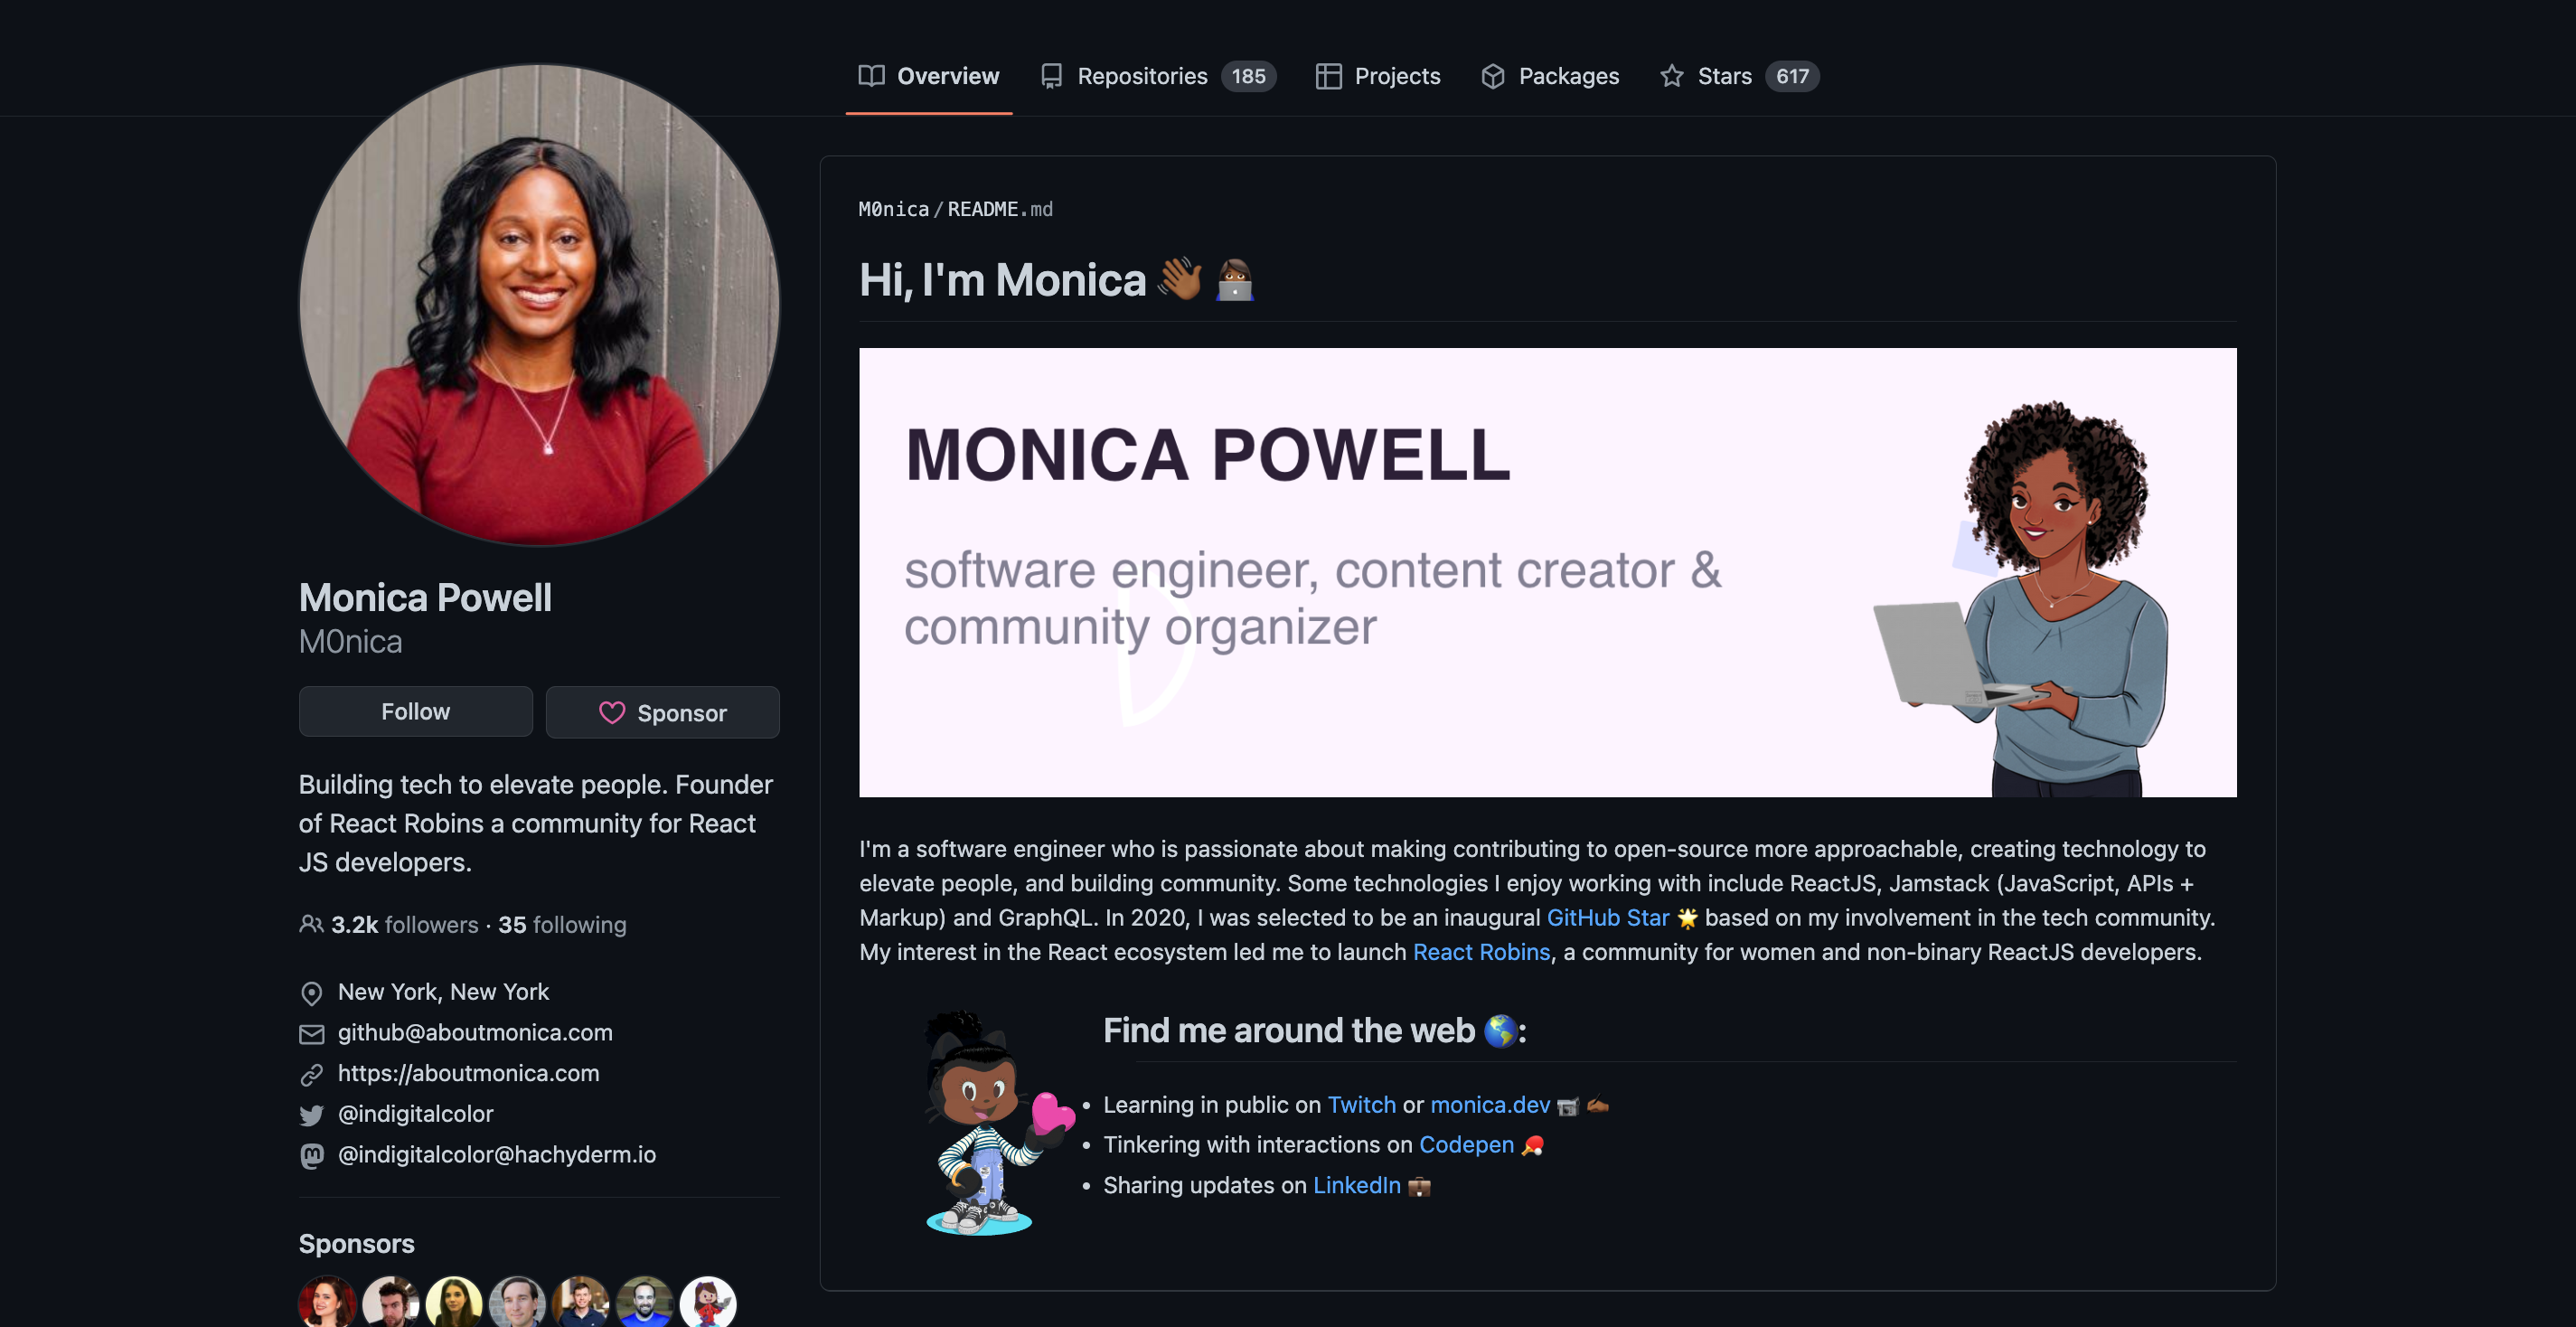 Overview
Repositories 185
Projects
Packages
Stars 617
Monica Powell
M0nica
Follow
Sponsor
Building tech to elevate people. Founder
of React Robins a community for React
JS developers.
3.2k followers · 35 following
New York, New York
github@aboutmonica.com
https://aboutmonica.com
@indigitalcolor
@indigitalcolor@hachyderm.io
Sponsors
M0nica/README.md
Hi, I'm Monica 👋🏾 👩🏾‍💻
MONICA POWELL
software engineer, content creator &
community organizer
I'm a software engineer who is passionate about making contributing to open-source more approachable, creating technology to
elevate people, and building community. Some technologies I enjoy working with include ReactJS, Jamstack (JavaScript, APIs +
Markup) and GraphQL. In 2020, I was selected to be an inaugural GitHub Star 🌟 based on my involvement in the tech community.
My interest in the React ecosystem led me to launch React Robins, a community for women and non-binary ReactJS developers.
Find me around the web 🌎:
• Learning in public on Twitch or monica.dev 📹 ✍🏾
• Tinkering with interactions on Codepen 🏓
• Sharing updates on LinkedIn 💼